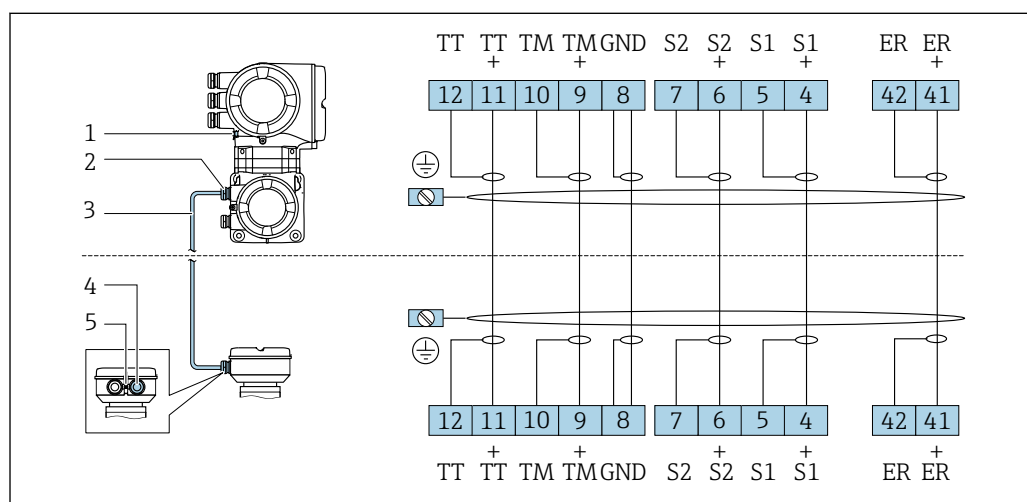 TT TT TM TM GND S2 S2 S1 S1 ER ER
+ + + + +
12 11 10 9 8 7 6 5 4 42 41
1
2
3
4
5
12 11 10 9 8 7 6 5 4 42 41
+ + + + +
TT TT TM TM GND S2 S2 S1 S1 ER ER